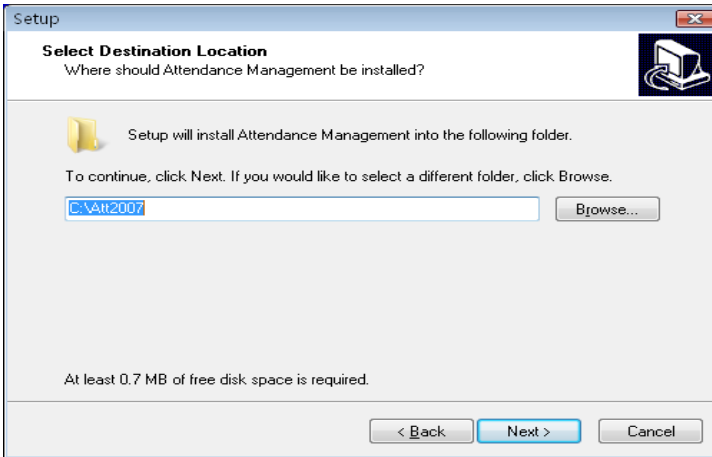 Setup
Select Destination Location
Where should Attendance Management be installed?
Setup will install Attendance Management into the following folder.
To continue, click Next. If you would like to select a different folder, click Browse.
C:\Att2007
Browse...
At least 0.7 MB of free disk space is required.
< Back
Next >
Cancel